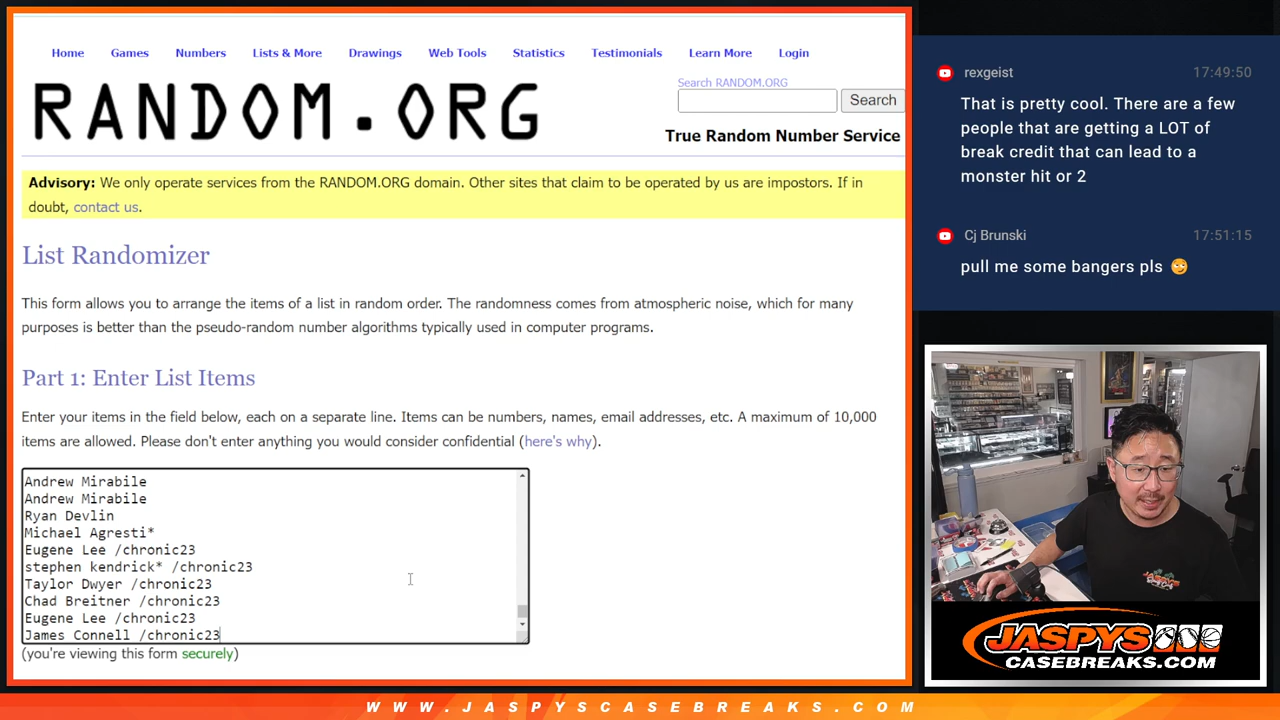 Home Games Numbers Lists & More Drawings Web Tools Statistics Testimonials Learn More Login
RANDOM.ORG
Search RANDOM.ORG
Search
True Random Number Service
Advisory: We only operate services from the RANDOM.ORG domain. Other sites that claim to be operated by us are impostors. If in
doubt, contact us.
List Randomizer
This form allows you to arrange the items of a list in random order. The randomness comes from atmospheric noise, which for many
purposes is better than the pseudo-random number algorithms typically used in computer programs.
Part 1: Enter List Items
Enter your items in the field below, each on a separate line. Items can be numbers, names, email addresses, etc. A maximum of 10,000
items are allowed. Please don't enter anything you would consider confidential (here's why).
Andrew Mirabile
Andrew Mirabile
Ryan Devlin
Michael Agresti*
Eugene Lee /chronic23
stephen kendrick* /chronic23
Taylor Dwyer /chronic23
Chad Breitner /chronic23
Eugene Lee /chronic23
James Connell /chronic23
(you're viewing this form securely)
rexgeist 17:49:50
That is pretty cool. There are a few
people that are getting a LOT of
break credit that can lead to a
monster hit or 2
Cj Brunski 17:51:15
pull me some bangers pls 🙄
JASPYS
CASEBREAKS.COM
WWW.JASPYSCASEBREAKS.COM